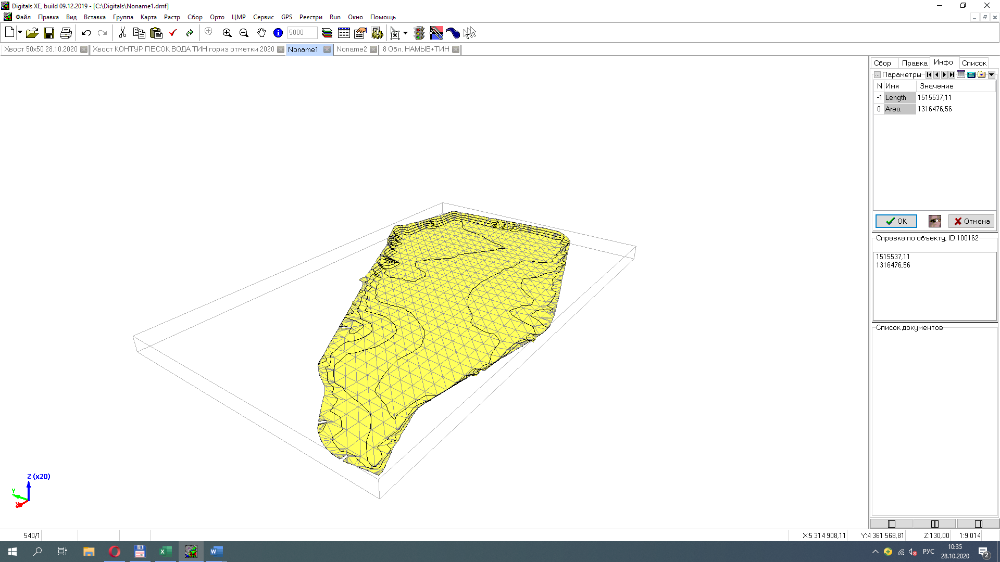 Digitals XE, build 09.12.2019 - [C:\Digitals\Noname1.dmf]
Файл Правка Вид Вставка Группа Карта Растр Сбор Орто ЦМР Сервис GPS Реєстри Run Окно Помощь
5000
Хвост 50x50 28.10.2020 Хвост КОНТУР ПЕСОК ВОДА ТИН гориз отметки 2020 Noname1 Noname2 8 Обл. НАМЫВ+ТИН
Сбор Правка Инфо Список
Параметры
N Имя Значение
-1 Length 1515537,11
0 Area 1316476,56
OK Отмена
Справка по объекту, ID:100162
1515537,11
1316476,56
Список документов
Z (x20)
Y
X
540/1 X:5 314 908,11 Y:4 361 568,81 Z:130,00 1:9 014
РУС 10:35
28.10.2020
2